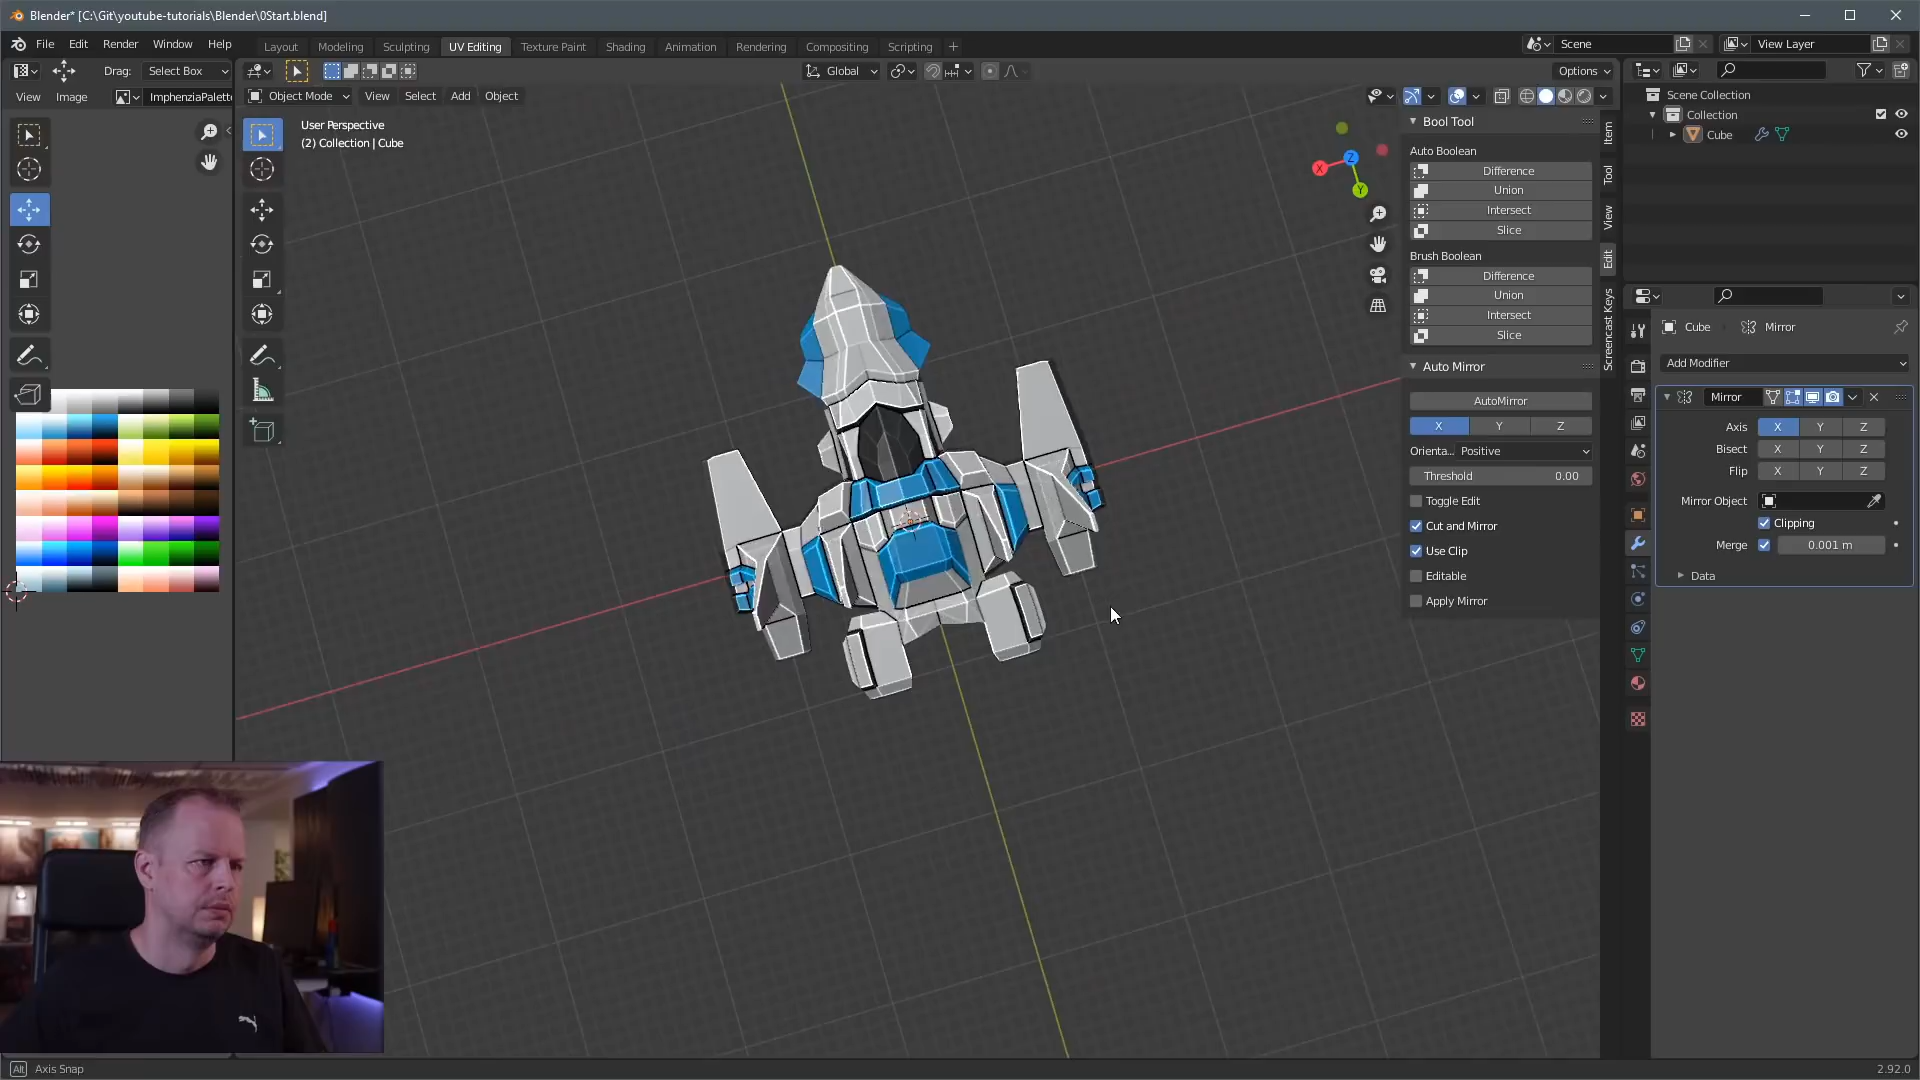 Blender* [C:\Git\youtube-tutorials\Blender\0Start.blend]
File Edit Render Window Help
Layout Modeling Sculpting UV Editing Texture Paint Shading Animation Rendering Compositing Scripting +
Scene
View Layer
Drag: Select Box
Global
Options
View Image ImphenziaPalette
Object Mode View Select Add Object
User Perspective
(2) Collection | Cube
X
Y
Z
Bool Tool
Auto Boolean
Difference
Union
Intersect
Slice
Brush Boolean
Difference
Union
Intersect
Slice
Auto Mirror
AutoMirror
X Y Z
Orienta... Positive
Threshold 0.00
Toggle Edit
Cut and Mirror
Use Clip
Editable
Apply Mirror
Item
Tool
View
Edit
Screencast Keys
Scene Collection
Collection
Cube
Cube Mirror
Add Modifier
Mirror
Axis X Y Z
Bisect X Y Z
Flip X Y Z
Mirror Object
Clipping
Merge 0.001 m
Data
Alt Axis Snap
2.92.0